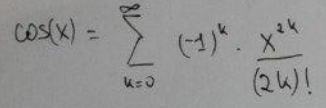 cos(x) = ∑_{k=0}^{∞} (-1)^k · x^{2k} / (2k)!